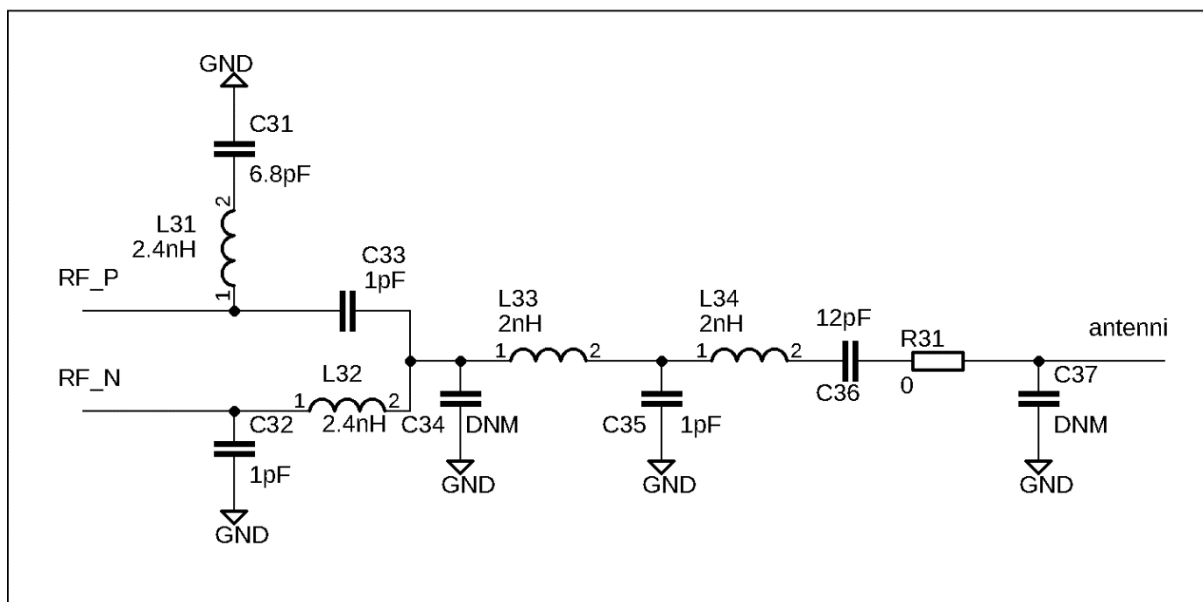 GND
C31
6.8pF
2
L31
2.4nH
1
RF_P
C33
1pF
RF_N
1
L32
2
2.4nH
C32
1pF
GND
C34
DNM
GND
L33
2nH
1
2
C35
1pF
GND
L34
2nH
1
2
12pF
C36
R31
0
antenni
C37
DNM
GND